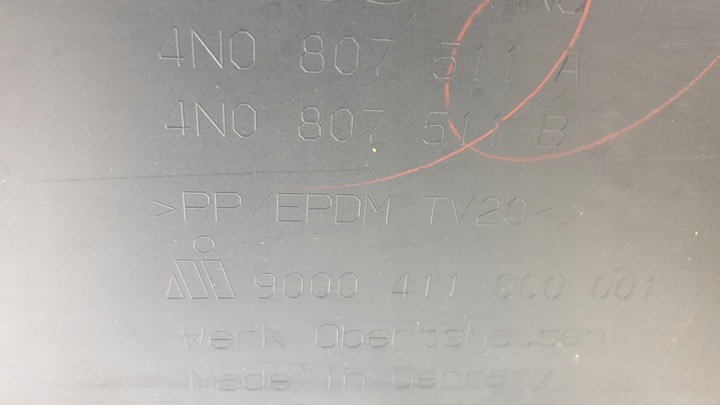 4N0 807 511 A
4N0 807 511 B
>PP/EPDM TV20<
9000 411 000 001
Werk Obertshausen
Made in Germany